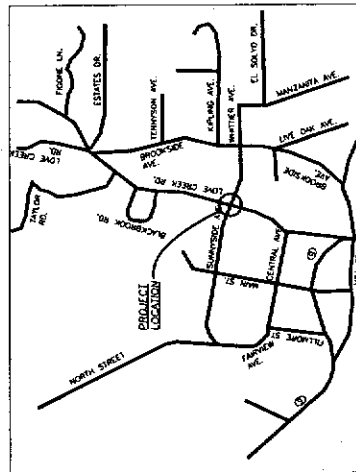 FIGONE LN.
ESTATES DR.
TENNYSON AVE.
KIPLING AVE.
WHITTIER AVE.
EL SOLYO DR.
MANZANITA AVE.
LIVE OAK AVE.
BROOKSIDE
AVE.
BROOKSIDE
AVE.
LOVE CREEK
RD.
LOVE CREEK RD.
TAYLOR
RD.
BLACKBROOK RD.
SUNNYSIDE AVE.
CENTRAL AVE.
MAIN ST
FILLMORE
ST
FAIRVIEW
AVE.
NORTH STREET
PROJECT
LOCATION